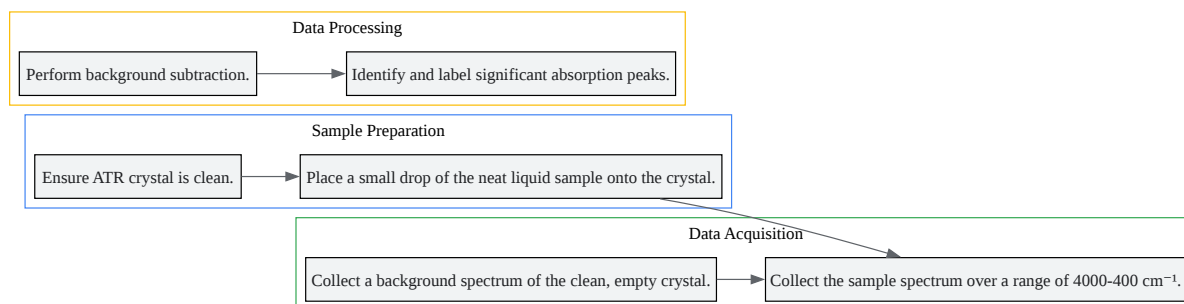 Data Processing
Perform background subtraction.
Identify and label significant absorption peaks.
Sample Preparation
Ensure ATR crystal is clean.
Place a small drop of the neat liquid sample onto the crystal.
Data Acquisition
Collect a background spectrum of the clean, empty crystal.
Collect the sample spectrum over a range of 4000-400 cm⁻¹.